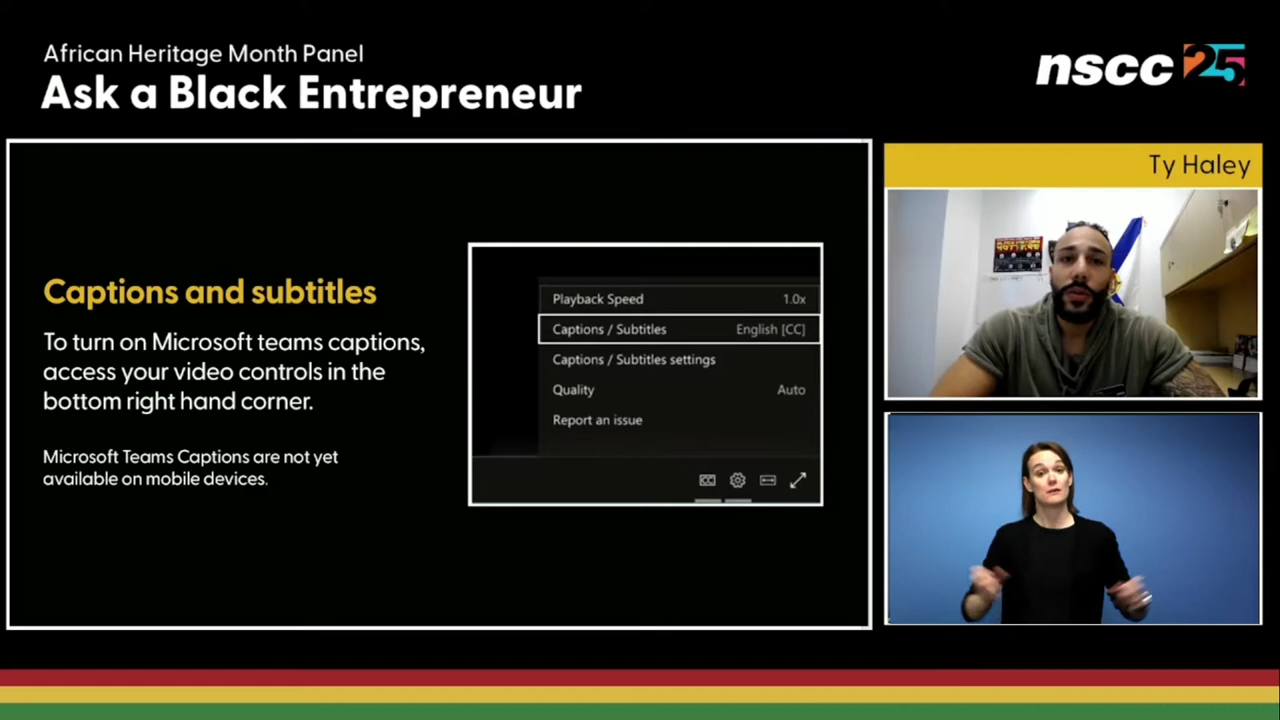 African Heritage Month Panel
Ask a Black Entrepreneur
nscc 25
Ty Haley
Captions and subtitles
To turn on Microsoft teams captions,
access your video controls in the
bottom right hand corner.
Microsoft Teams Captions are not yet
available on mobile devices.
Playback Speed 1.0x
Captions / Subtitles English [CC]
Captions / Subtitles settings
Quality Auto
Report an issue
CC